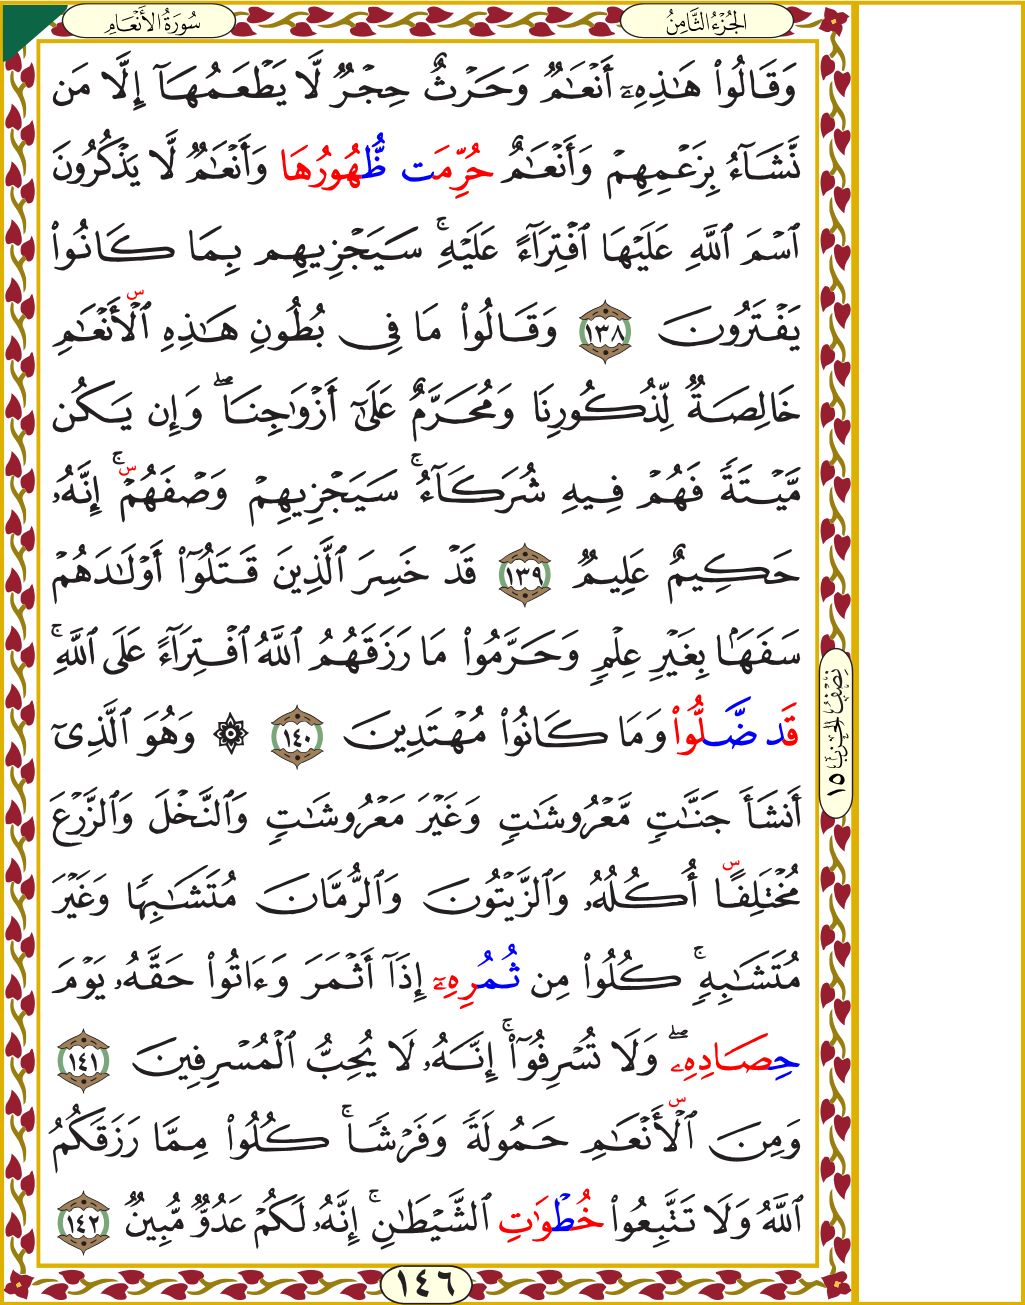 الجُزْءُ الثَّامِنُ
سُورَةُ الأَنْعَامِ
وَقَالُواْ هَٰذِهِۦٓ أَنْعَٰمٌ وَحَرْثٌ حِجْرٌ لَّا يَطْعَمُهَآ إِلَّا مَن
نَّشَآءُ بِزَعْمِهِمْ وَأَنْعَٰمٌ حُرِّمَت ظُّهُورُهَا وَأَنْعَٰمٌ لَّا يَذْكُرُونَ
ٱسْمَ ٱللَّهِ عَلَيْهَا ٱفْتِرَآءً عَلَيْهِۚ سَيَجْزِيهِم بِمَا كَانُواْ
يَفْتَرُونَ ١٣٨ وَقَالُواْ مَا فِى بُطُونِ هَٰذِهِ ٱلْأَنْعَٰمِ
خَالِصَةٌ لِّذُكُورِنَا وَمُحَرَّمٌ عَلَىٰٓ أَزْوَٰجِنَاۖ وَإِن يَكُن
مَّيْتَةً فَهُمْ فِيهِ شُرَكَآءُۚ سَيَجْزِيهِمْ وَصْفَهُمْۚ إِنَّهُۥ
حَكِيمٌ عَلِيمٌ ١٣٩ قَدْ خَسِرَ ٱلَّذِينَ قَتَلُوٓاْ أَوْلَٰدَهُمْ
سَفَهَۢا بِغَيْرِ عِلْمٍ وَحَرَّمُواْ مَا رَزَقَهُمُ ٱللَّهُ ٱفْتِرَآءً عَلَى ٱللَّهِۚ
قَد ضَّلُّواْ وَمَا كَانُواْ مُهْتَدِينَ ١٤٠ ۞ وَهُوَ ٱلَّذِىٓ
أَنشَأَ جَنَّٰتٍ مَّعْرُوشَٰتٍ وَغَيْرَ مَعْرُوشَٰتٍ وَٱلنَّخْلَ وَٱلزَّرْعَ
مُخْتَلِفًا أُكُلُهُۥ وَٱلزَّيْتُونَ وَٱلرُّمَّانَ مُتَشَٰبِهًا وَغَيْرَ
مُتَشَٰبِهٍۚ كُلُواْ مِن ثُمُرِهِۦٓ إِذَآ أَثْمَرَ وَءَاتُواْ حَقَّهُۥ يَوْمَ
حِصَادِهِۦۖ وَلَا تُسْرِفُوٓاْۚ إِنَّهُۥ لَا يُحِبُّ ٱلْمُسْرِفِينَ ١٤١
وَمِنَ ٱلْأَنْعَٰمِ حَمُولَةً وَفَرْشًاۚ كُلُواْ مِمَّا رَزَقَكُمُ
ٱللَّهُ وَلَا تَتَّبِعُواْ خُطْوَٰتِ ٱلشَّيْطَٰنِۚ إِنَّهُۥ لَكُمْ عَدُوٌّ مُّبِينٌ ١٤٢
نِصْفُ الحِزْب ١٥
١٤٦